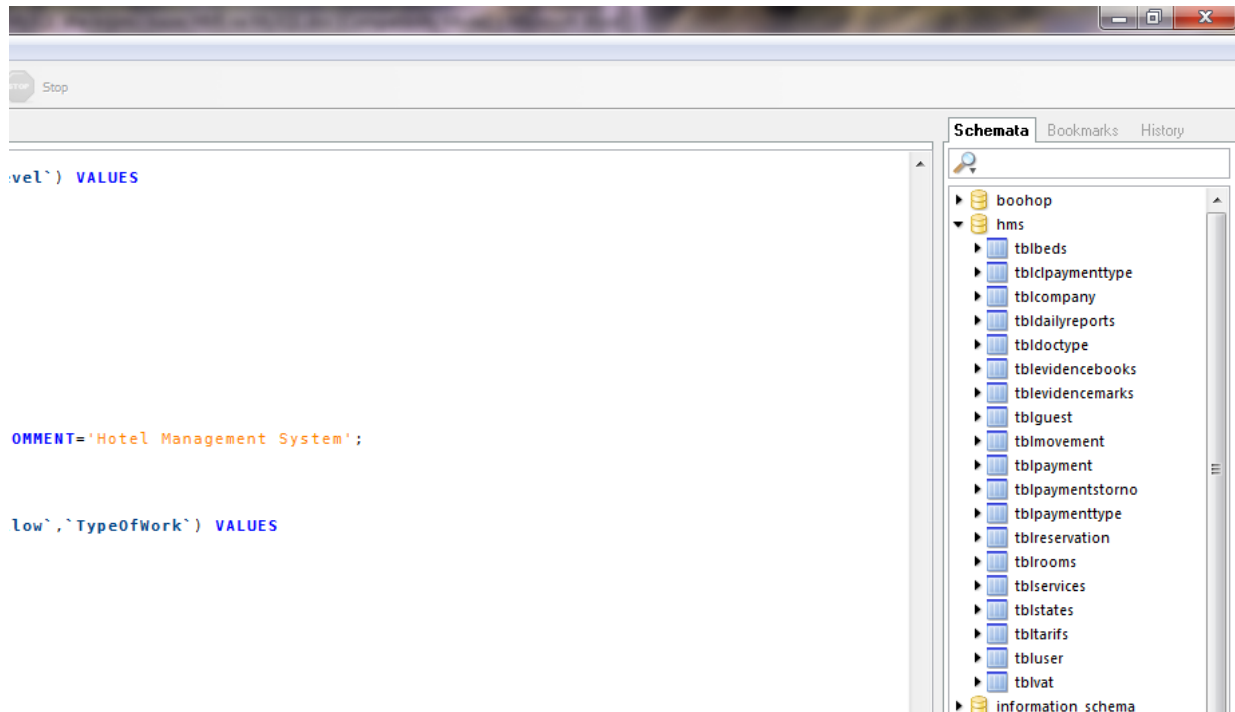 Stop
Schemata Bookmarks History
vel`) VALUES
boohop
hms
tblbeds
tblclpaymenttype
tblcompany
tbldailyreports
tbldoctype
tblevidencebooks
tblevidencemarks
tblguest
tblmovement
OMMENT='Hotel Management System';
tblpayment
tblpaymentstorno
tblpaymenttype
low`,`TypeOfWork`) VALUES
tblreservation
tblrooms
tblservices
tblstates
tbltarifs
tbluser
tblvat
information_schema